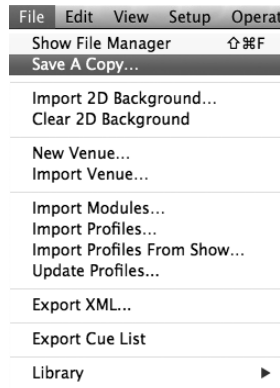 File Edit View Setup Operat
Show File Manager ⇧⌘F
Save A Copy...
Import 2D Background...
Clear 2D Background
New Venue...
Import Venue...
Import Modules...
Import Profiles...
Import Profiles From Show...
Update Profiles...
Export XML...
Export Cue List
Library ▶